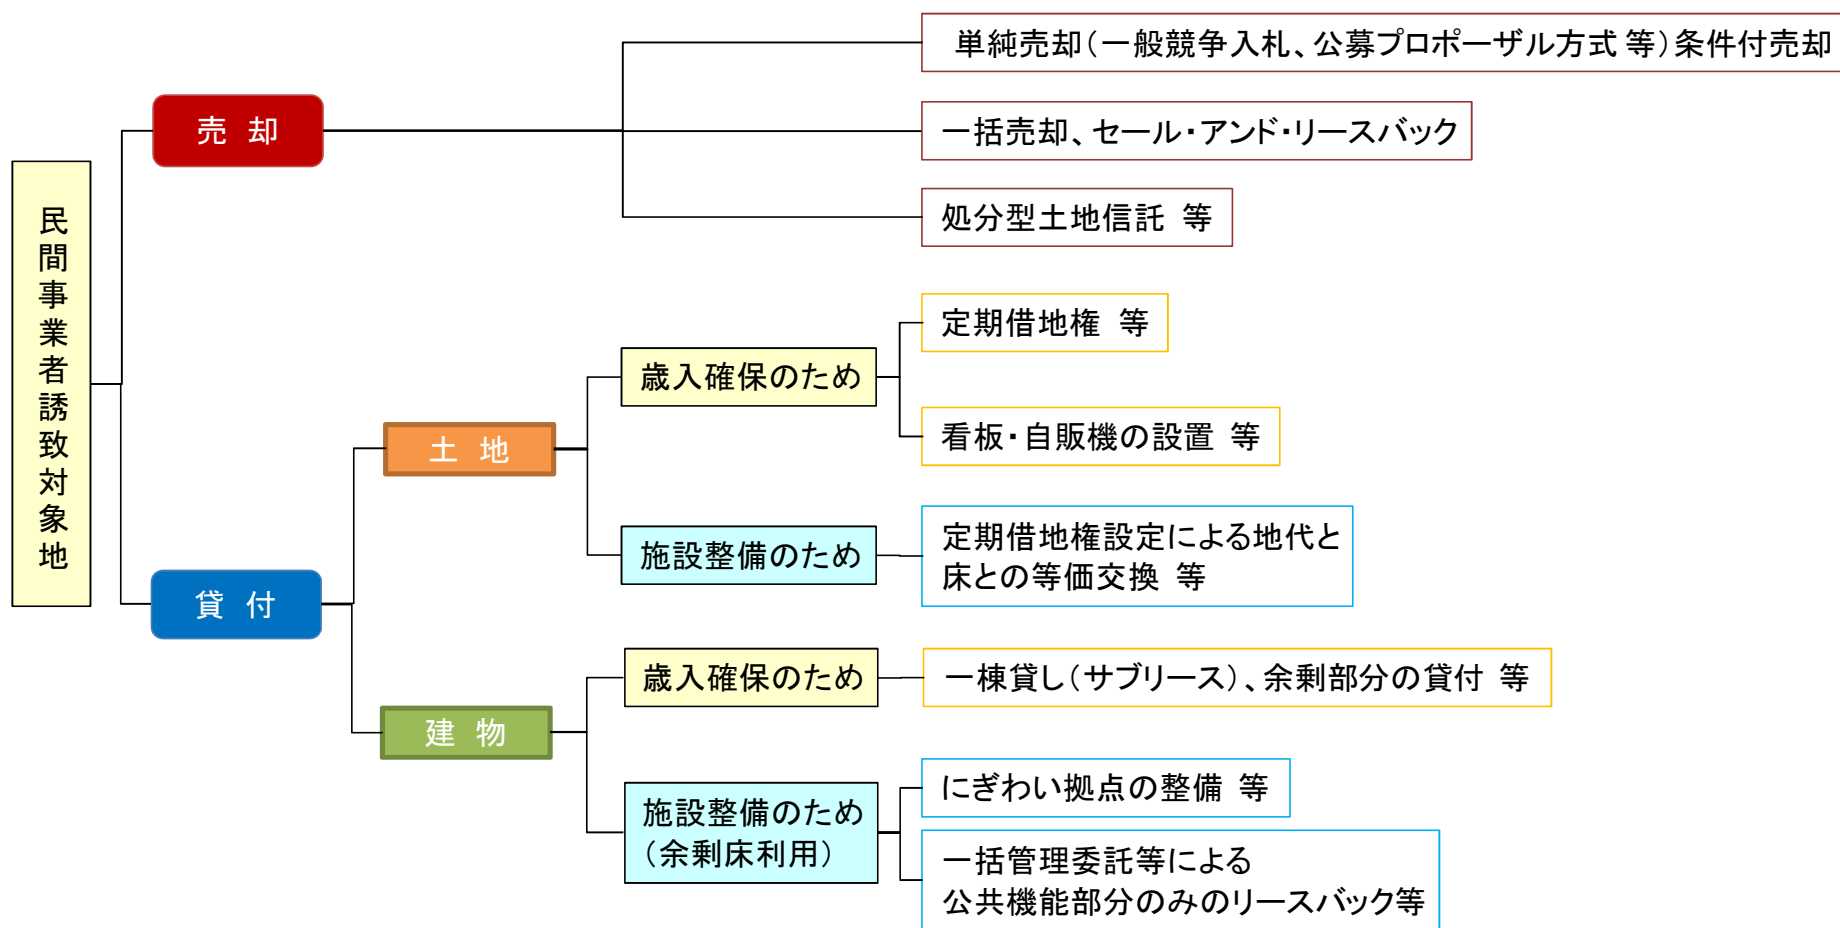 民間事業者誘致対象地
売 却
単純売却(一般競争入札、公募プロポーザル方式 等)条件付売却
一括売却、セール・アンド・リースバック
処分型土地信託 等
貸 付
土 地
歳入確保のため
定期借地権 等
看板・自販機の設置 等
施設整備のため
定期借地権設定による地代と
床との等価交換 等
建 物
歳入確保のため
一棟貸し(サブリース)、余剰部分の貸付 等
施設整備のため
(余剰床利用)
にぎわい拠点の整備 等
一括管理委託等による
公共機能部分のみのリースバック等